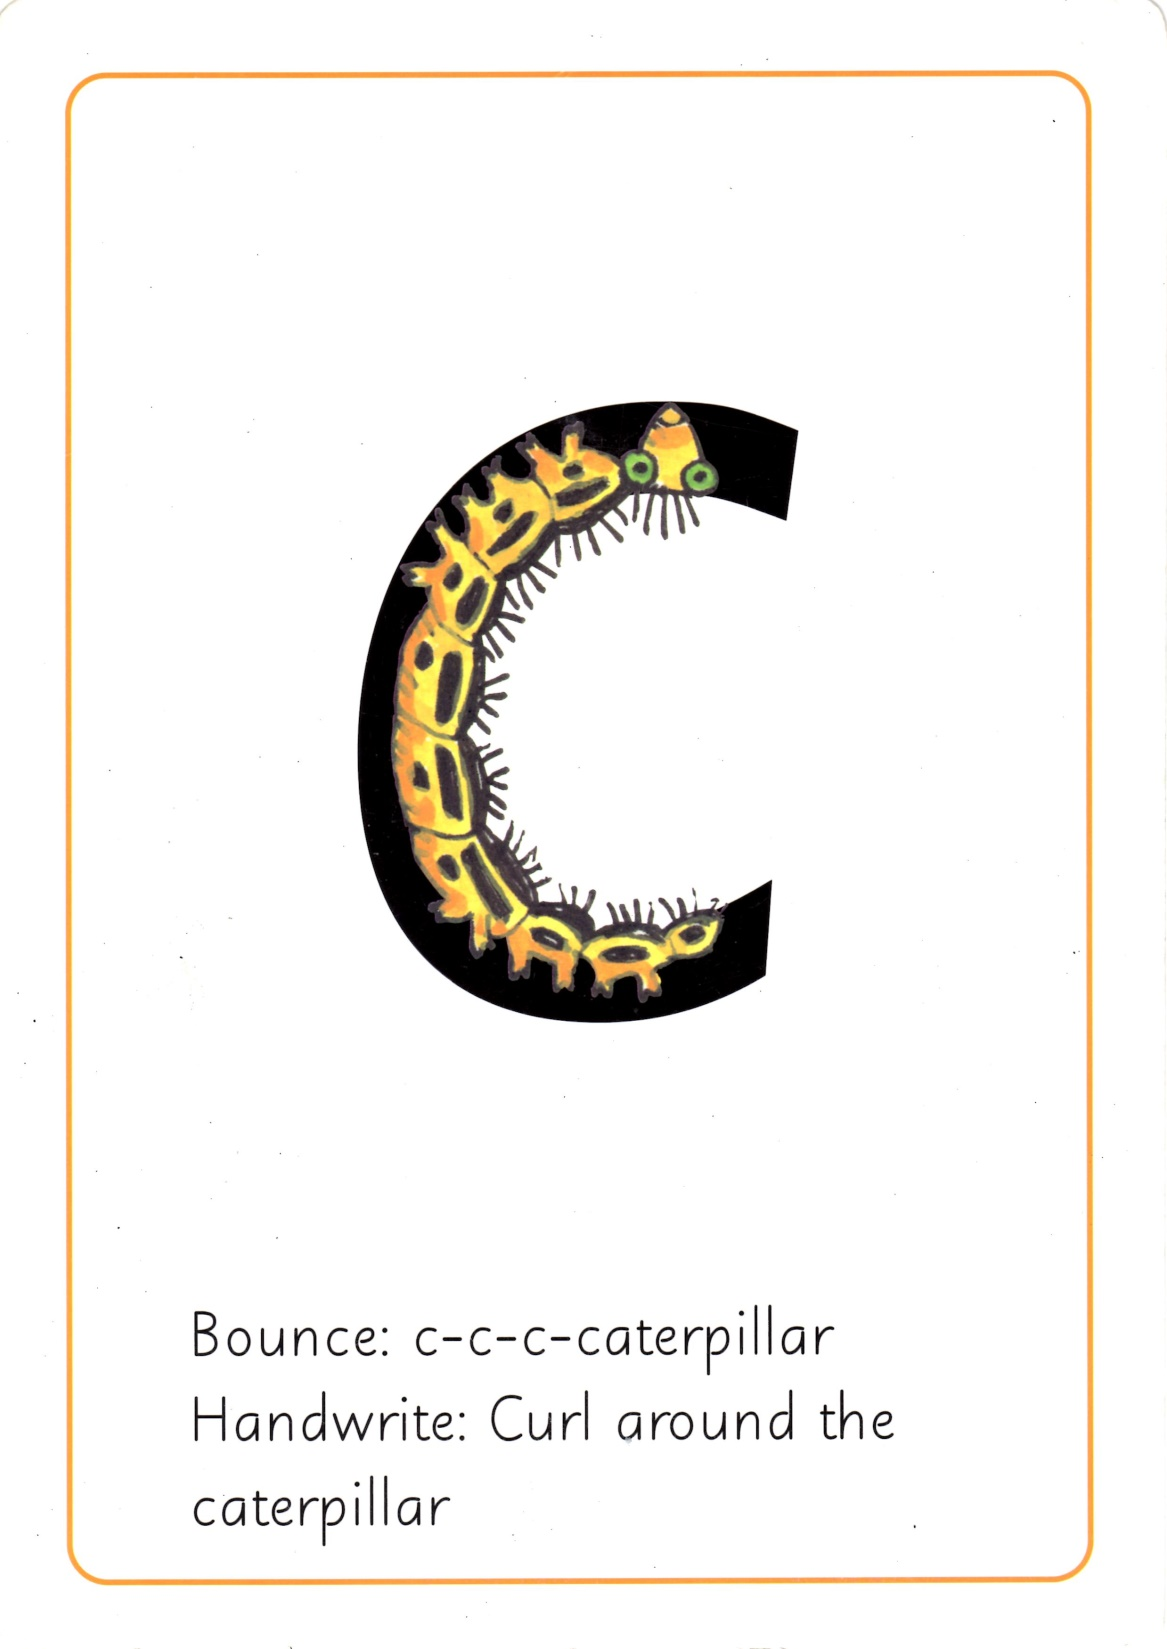 c
Bounce: c-c-c-caterpillar
Handwrite: Curl around the
caterpillar